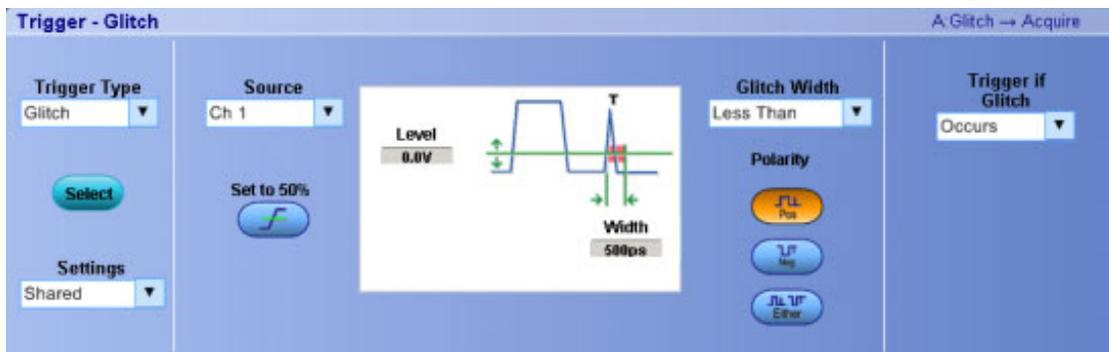 Trigger - Glitch
A:Glitch → Acquire
Trigger Type
Glitch
Select
Settings
Shared
Source
Ch 1
Set to 50%
Level
0.0V
T
Width
500ps
Glitch Width
Less Than
Polarity
Pos
Neg
Either
Trigger if
Glitch
Occurs